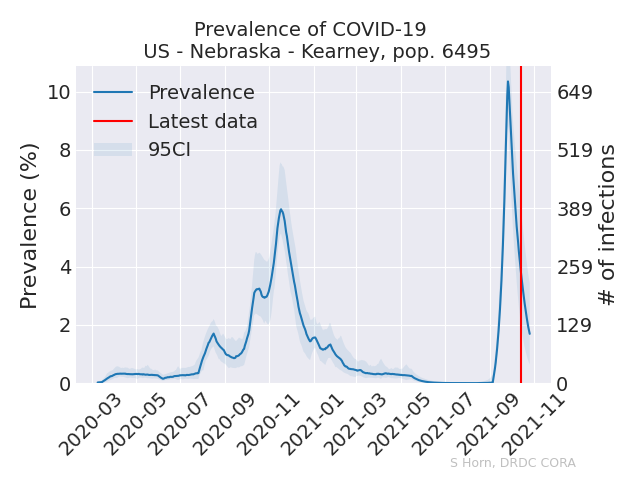 Prevalence of COVID-19
US - Nebraska - Kearney, pop. 6495
Prevalence
Latest data
95CI
Prevalence (%)
10
8
6
4
2
0
# of infections
649
519
389
259
129
0
2020-03
2020-05
2020-07
2020-09
2020-11
2021-01
2021-03
2021-05
2021-07
2021-09
2021-11
S Horn, DRDC CORA